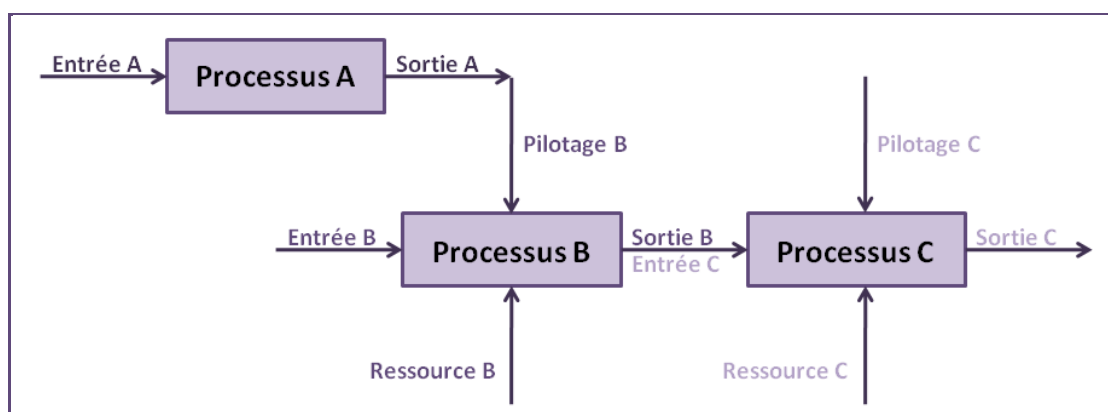 Entrée A
Processus A
Sortie A
Pilotage B
Pilotage C
Entrée B
Processus B
Sortie B
Entrée C
Processus C
Sortie C
Ressource B
Ressource C